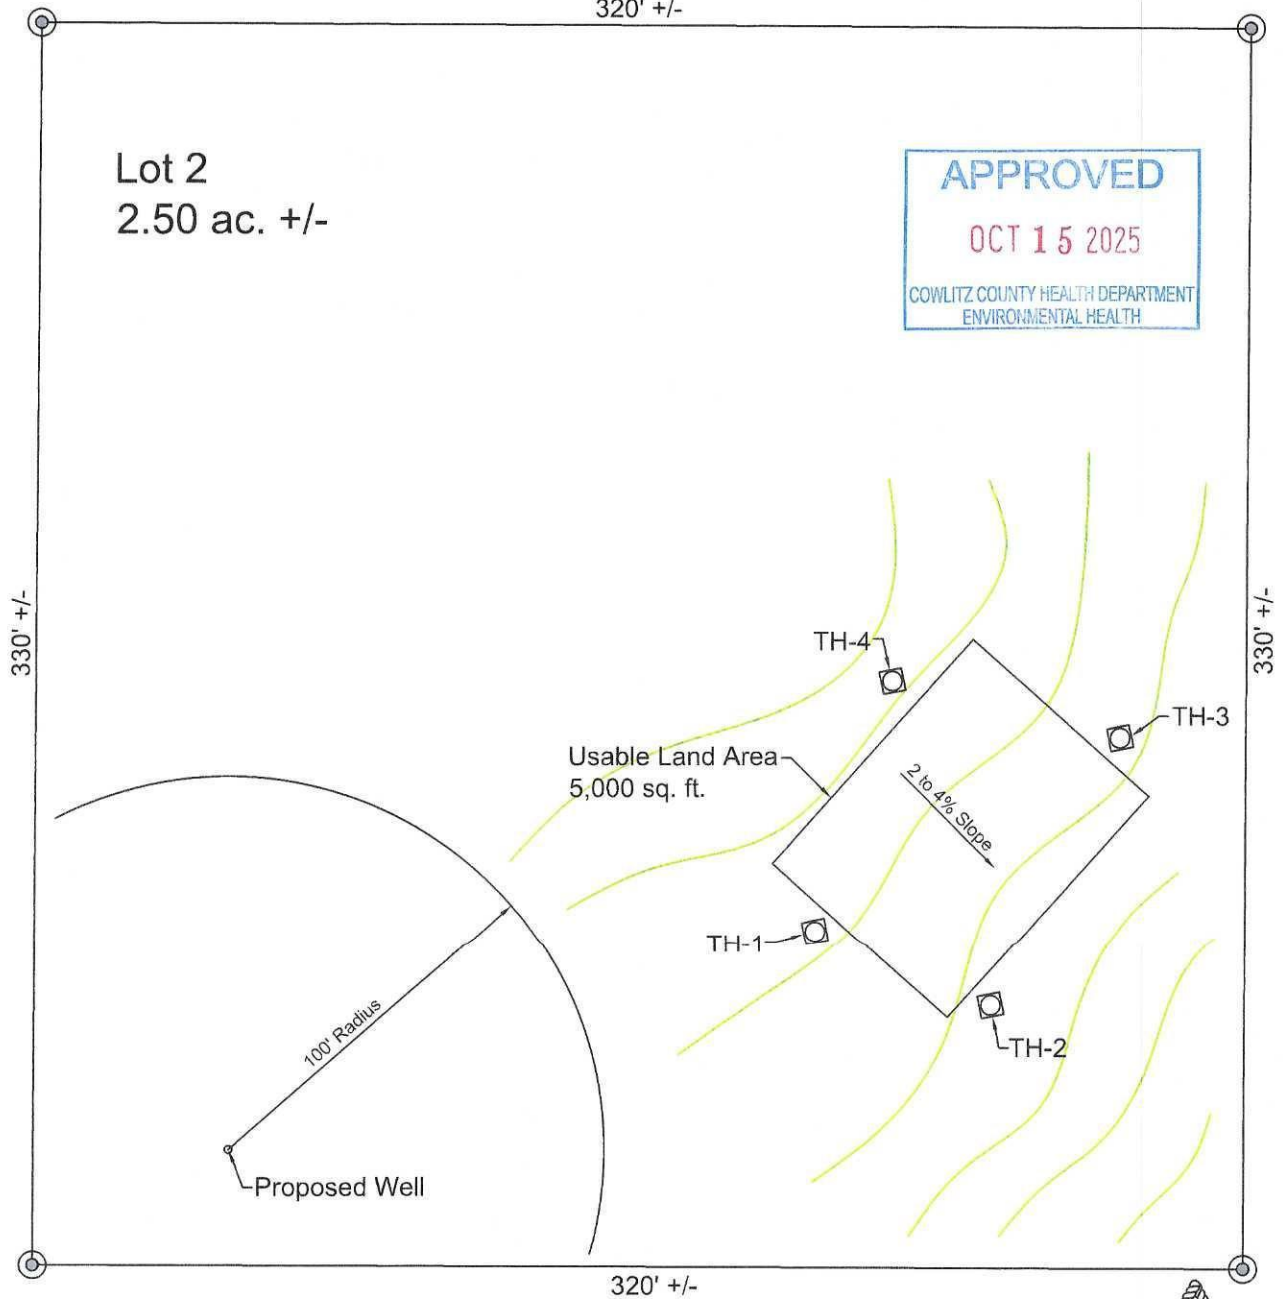 320' +/-
Lot 2
2.50 ac. +/-
APPROVED
OCT 15 2025
COWLITZ COUNTY HEALTH DEPARTMENT
ENVIRONMENTAL HEALTH
330' +/-
330' +/-
TH-4
TH-3
Usable Land Area
5,000 sq. ft.
2 to 4% Slope
TH-1
TH-2
100' Radius
Proposed Well
320' +/-